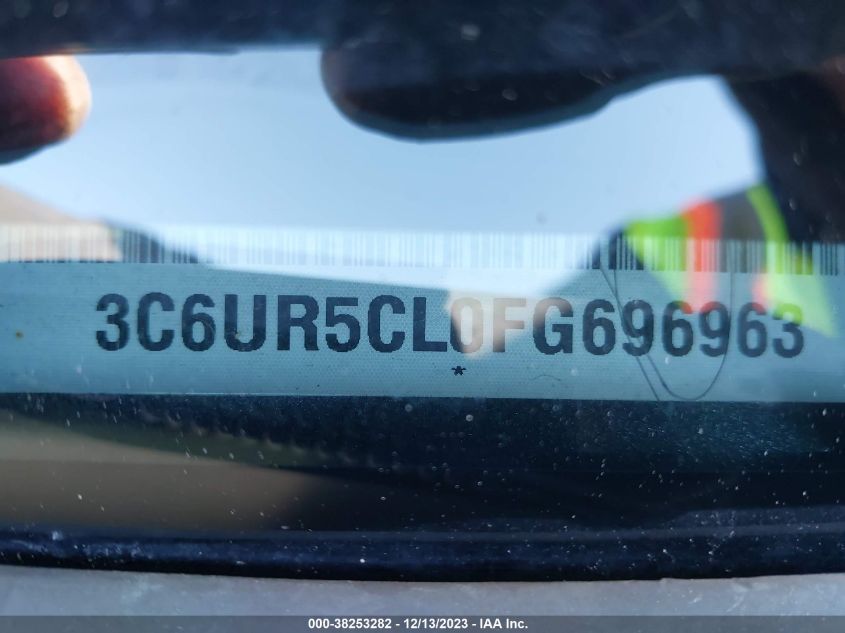 3C6UR5CL0FG696963
*
000-38253282 - 12/13/2023 - IAA Inc.